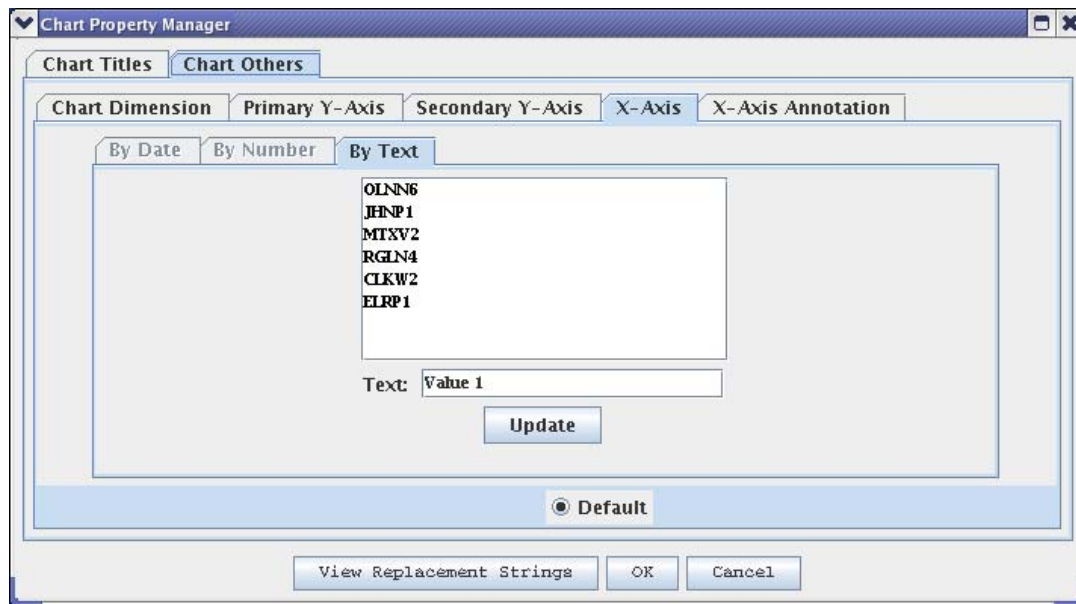 Chart Property Manager
Chart Titles Chart Others
Chart Dimension Primary Y-Axis Secondary Y-Axis X-Axis X-Axis Annotation
By Date By Number By Text
OLNN6
JHNP1
MTXV2
RGLN4
CLKW2
ELRP1
Text: Value 1
Update
Default
View Replacement Strings OK Cancel